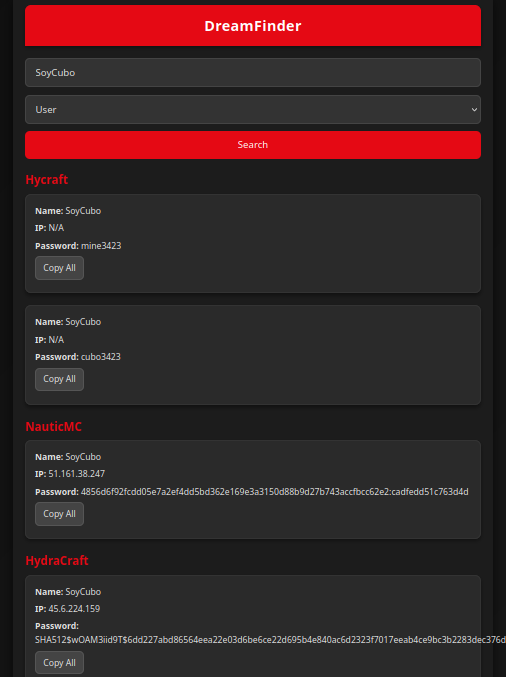 DreamFinder
SoyCubo
User
Search
Hycraft
Name: SoyCubo
IP: N/A
Password: mine3423
Copy All
Name: SoyCubo
IP: N/A
Password: cubo3423
Copy All
NauticMC
Name: SoyCubo
IP: 51.161.38.247
Password: 4856d6f92fcdd05e7a2ef4dd5bd362e169e3a3150d88b9d27b743accfbcc62e2:cadfedd51c763d4d
Copy All
HydraCraft
Name: SoyCubo
IP: 45.6.224.159
Password:
SHA512$wOAM3iid9T$6dd227abd86564eea22e03d6be6ce22d695b4e840ac6d2323f7017eeab4ce9bc3b2283dec376d
Copy All